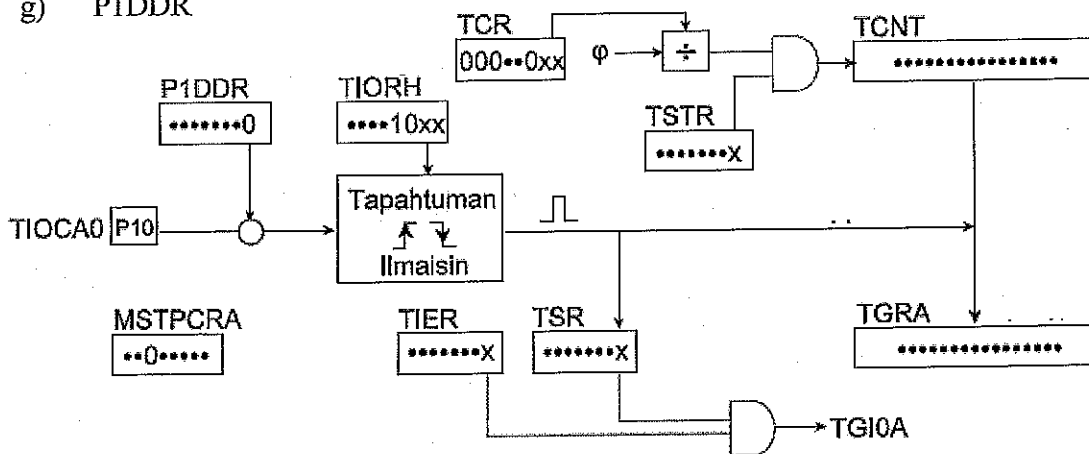 g) P1DDR
TCR
000••0xx
φ
÷
TCNT
••••••••••••••••
P1DDR
•••••••0
TIORH
••••10xx
TSTR
•••••••x
TIOCA0 P10
Tapahtuman
Ilmaisin
MSTPCRA
••0•••••
TIER
•••••••x
TSR
•••••••x
TGRA
••••••••••••••••
TGI0A